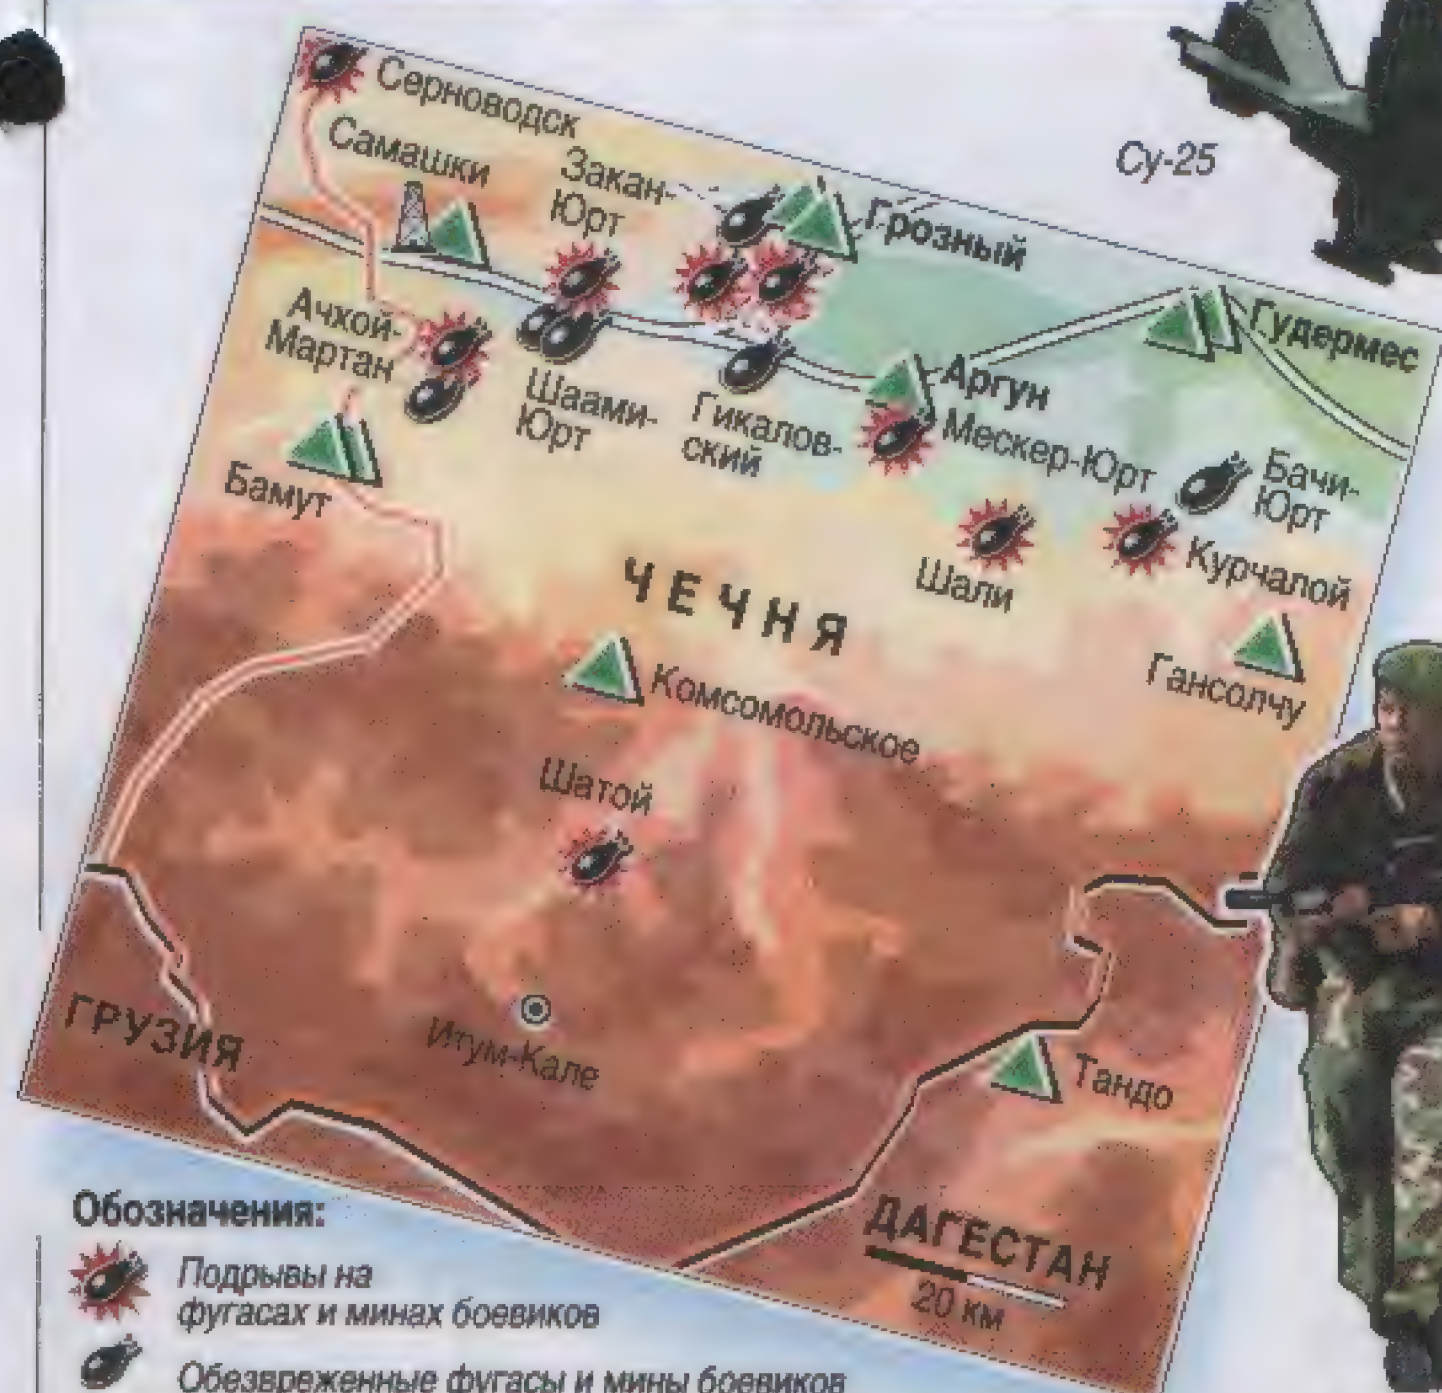 Серноводск
Самашки
Закан-
Юрт
Грозный
Су-25
Гудермес
Ачхой-
Мартан
Шаами-
Юрт
Гикалов-
ский
Аргун
Мескер-Юрт
Бачи-
Юрт
Бамут
Шали
Курчалой
ЧЕЧНЯ
Гансолчу
Комсомольское
Шатой
Итум-Кале
ГРУЗИЯ
Тандо
ДАГЕСТАН
20 км
Обозначения:
Подрывы на
фугасах и минах боевиков
Обезвреженные фугасы и мины боевиков